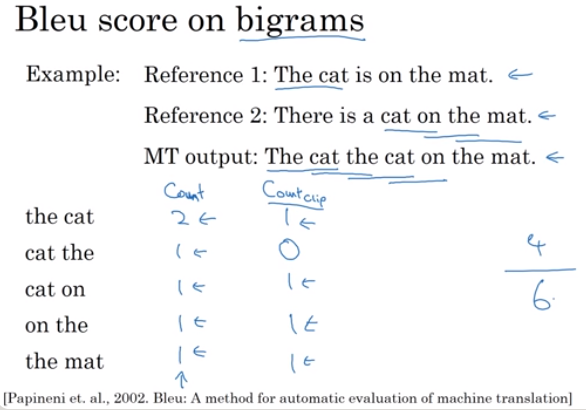 Bleu score on bigrams
Example: Reference 1: The cat is on the mat. ←
Reference 2: There is a cat on the mat. ←
MT output: The cat the cat on the mat. ←
Count Countclip
the cat 2 ← 1 ←
cat the 1 ← 0
cat on 1 ← 1 ←
on the 1 ← 1 ←
the mat 1 ← 1 ←
↑
4
6
[Papineni et. al., 2002. Bleu: A method for automatic evaluation of machine translation]